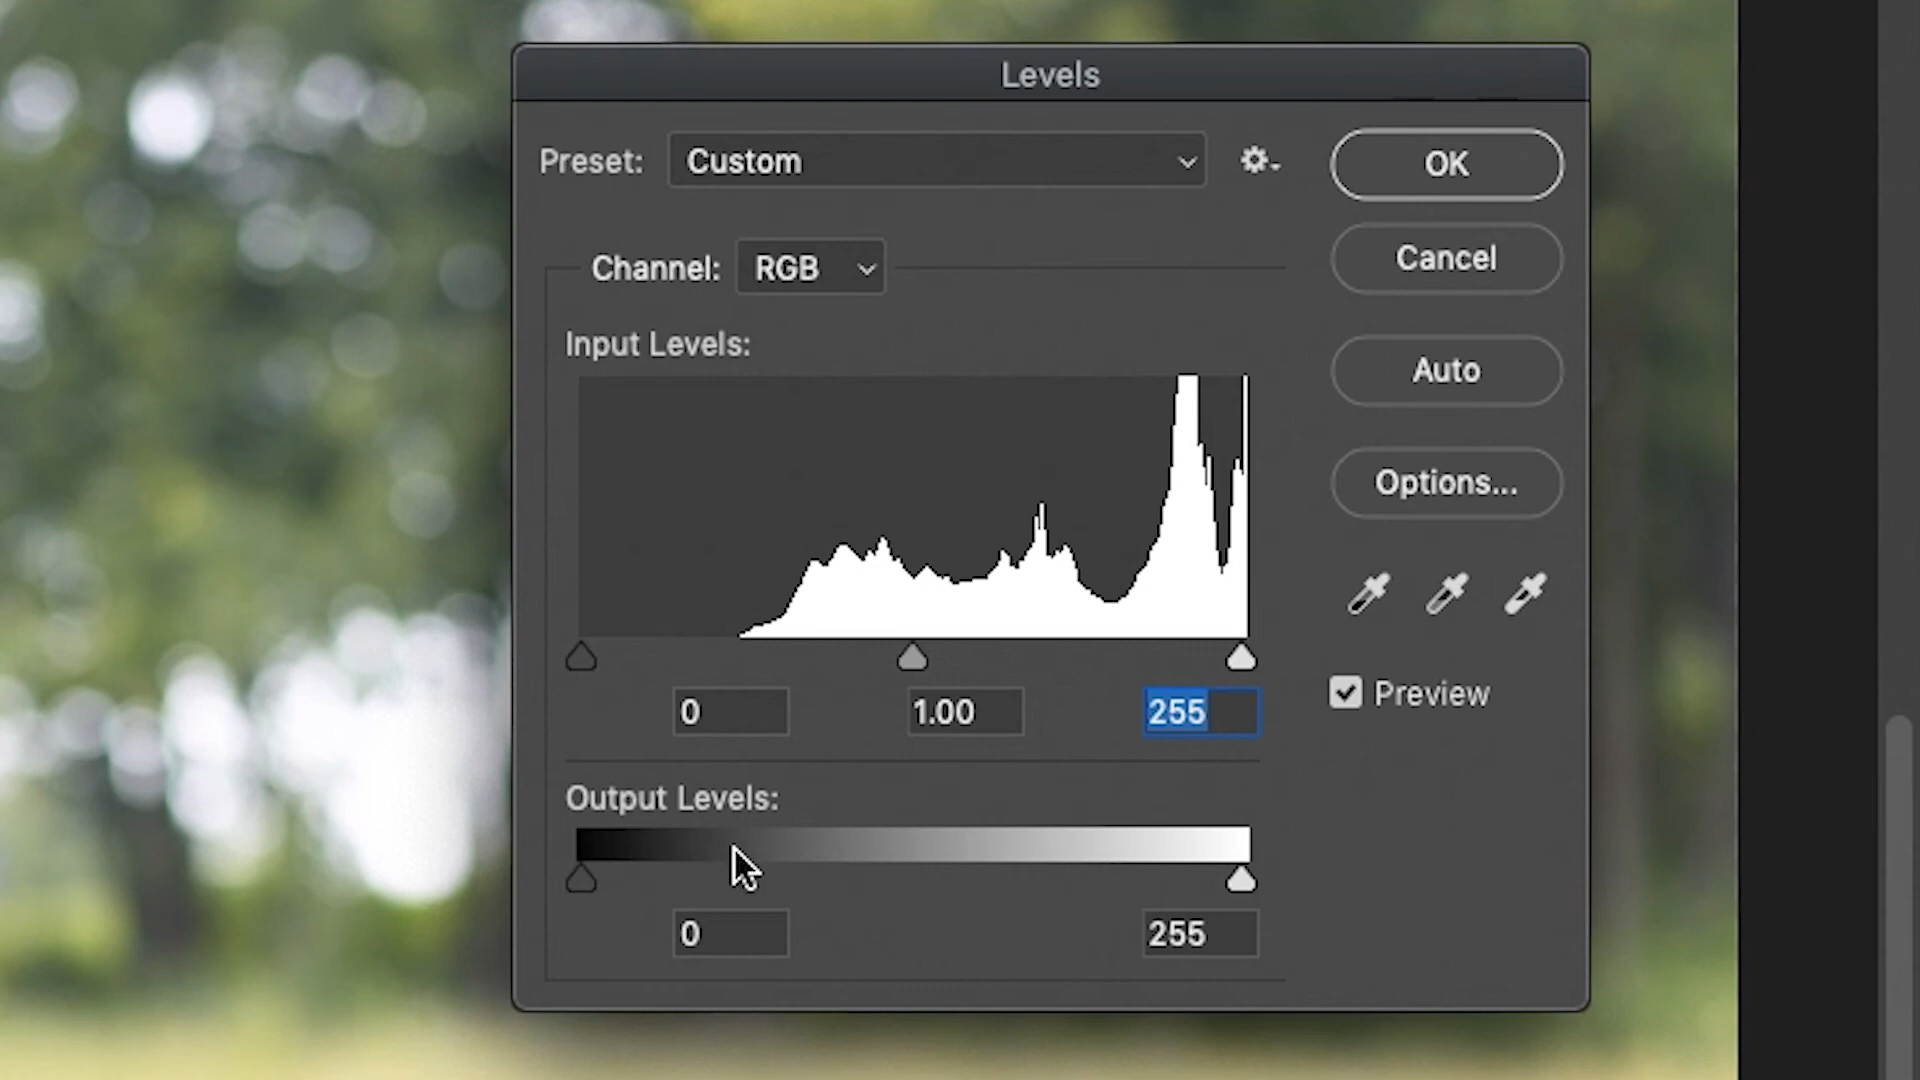 Levels
Preset: Custom
OK
Channel: RGB
Cancel
Input Levels:
Auto
Options...
0 1.00 255
Preview
Output Levels:
0 255